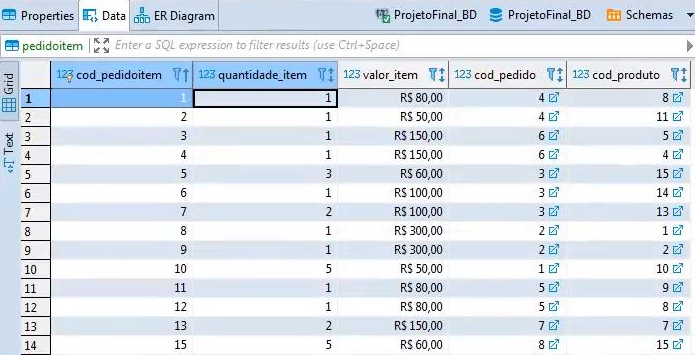 Properties Data ER Diagram ProjetoFinal_BD ProjetoFinal_BD Schemas
pedidoitem Enter a SQL expression to filter results (use Ctrl+Space)
Grid
Text
123 cod_pedidoitem 123 quantidade_item 123 valor_item 123 cod_pedido 123 cod_produto
1 1 1 R$ 80,00 4 8
2 2 1 R$ 50,00 4 11
3 3 1 R$ 150,00 6 5
4 4 1 R$ 150,00 6 4
5 5 3 R$ 60,00 3 15
6 6 1 R$ 100,00 3 14
7 7 2 R$ 100,00 3 13
8 8 1 R$ 300,00 2 1
9 9 1 R$ 300,00 2 2
10 10 5 R$ 50,00 1 10
11 11 1 R$ 80,00 5 9
12 12 1 R$ 80,00 5 8
13 13 2 R$ 150,00 7 7
14 15 5 R$ 60,00 8 15